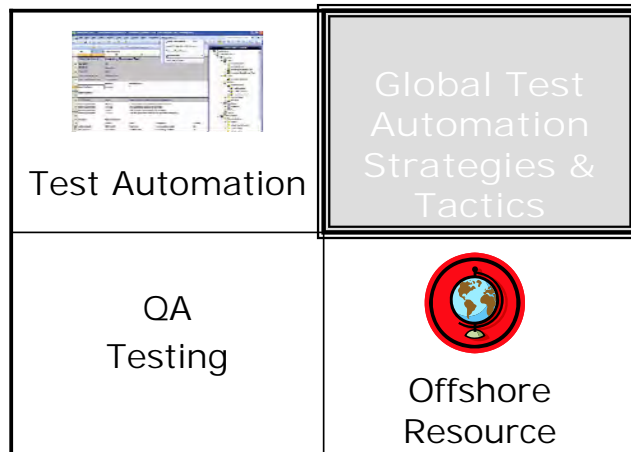 Test Automation
Global Test
Automation
Strategies &
Tactics
QA
Testing
Offshore
Resource